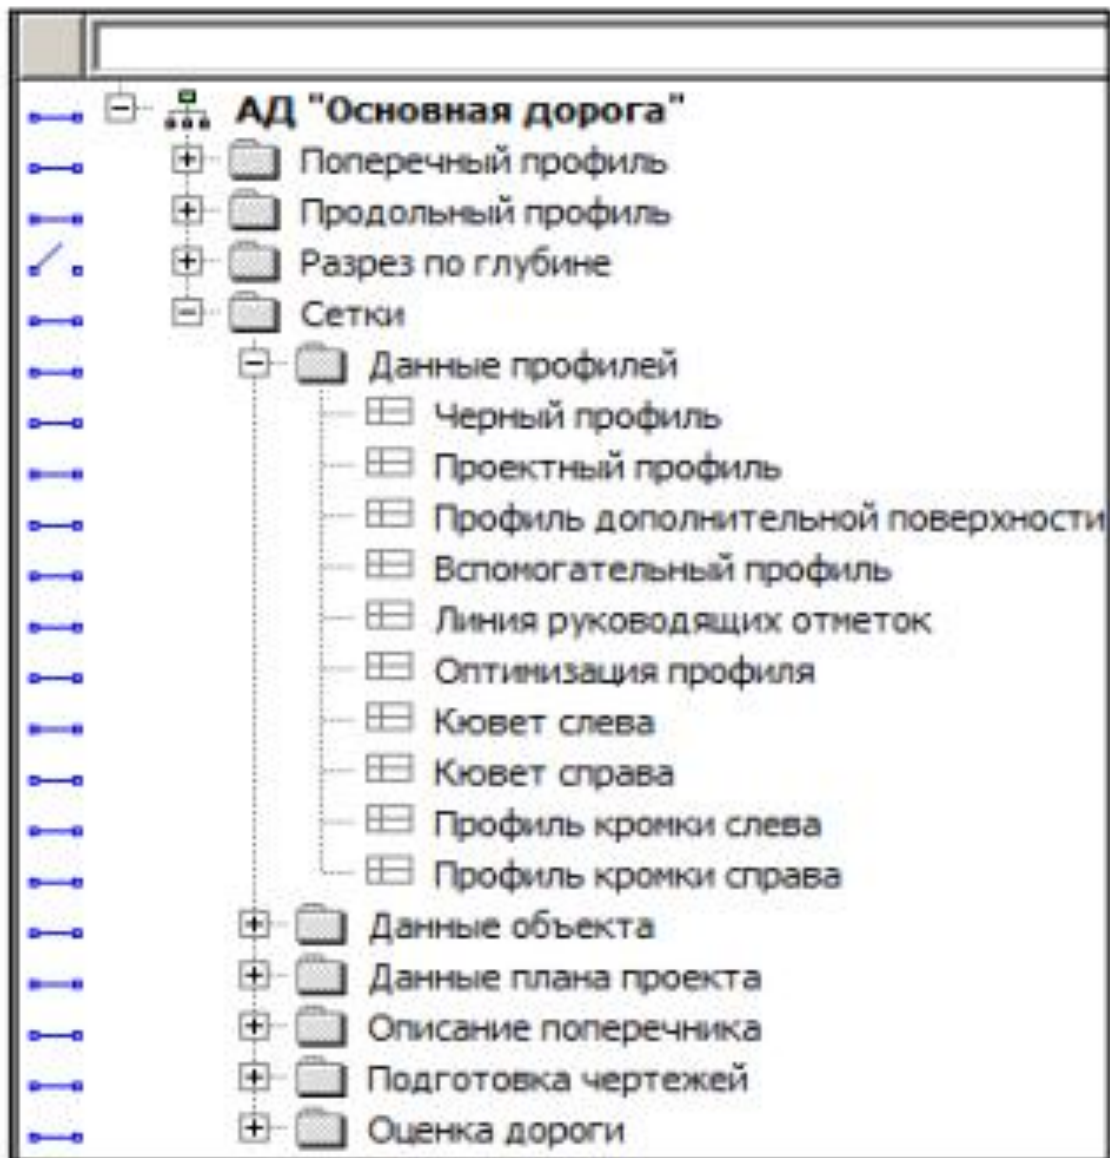 АД "Основная дорога"
Поперечный профиль
Продольный профиль
Разрез по глубине
Сетки
Данные профилей
Черный профиль
Проектный профиль
Профиль дополнительной поверхности
Вспомогательный профиль
Линия руководящих отметок
Оптимизация профиля
Кювет слева
Кювет справа
Профиль кромки слева
Профиль кромки справа
Данные объекта
Данные плана проекта
Описание поперечника
Подготовка чертежей
Оценка дороги